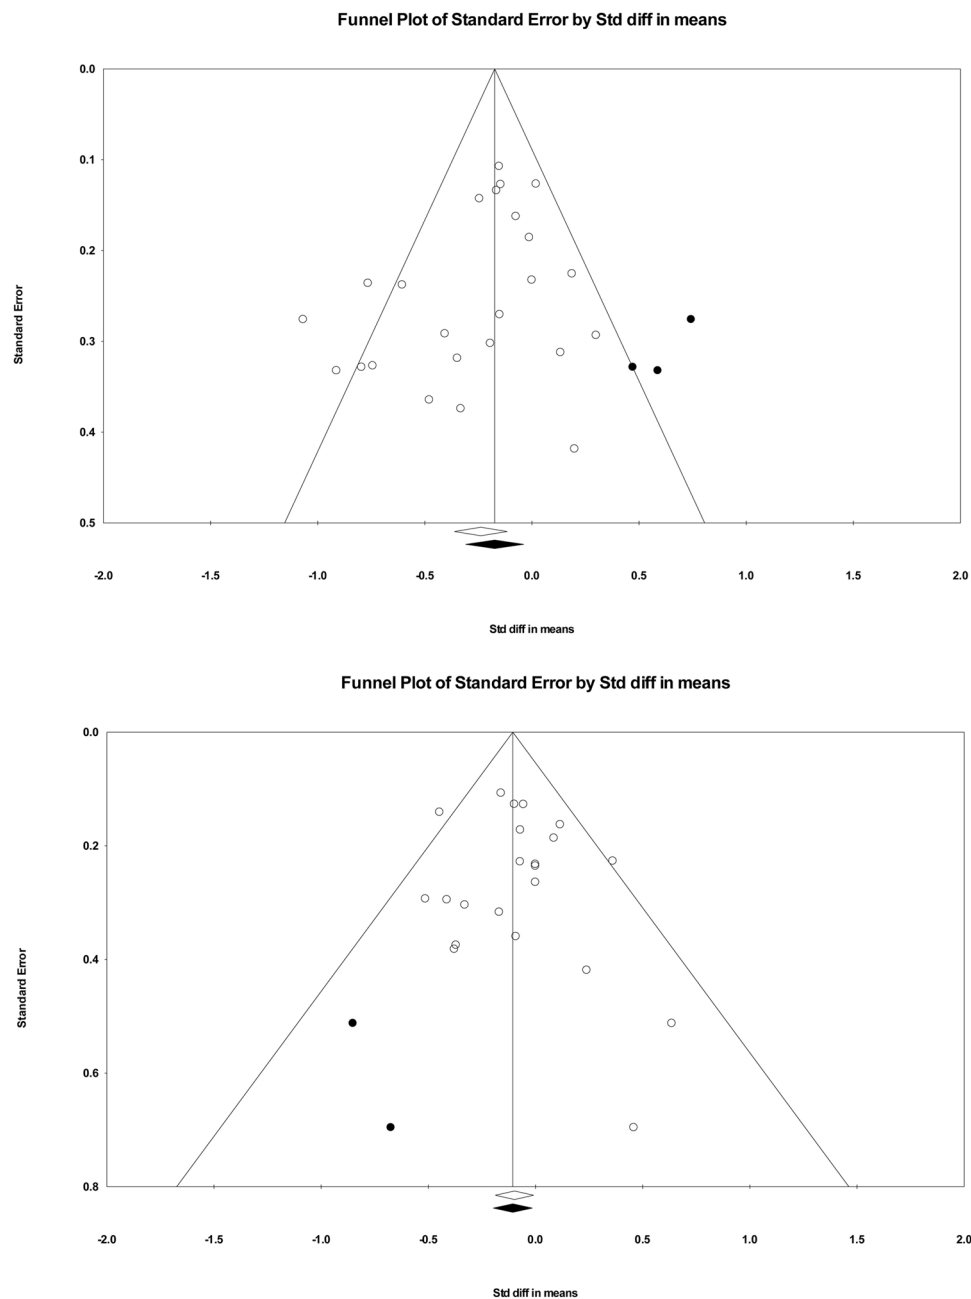 Funnel Plot of Standard Error by Std diff in means
0.0
0.1
0.2
0.3
0.4
0.5
Standard Error
-2.0 -1.5 -1.0 -0.5 0.0 0.5 1.0 1.5 2.0
Std diff in means
Funnel Plot of Standard Error by Std diff in means
0.0
0.2
0.4
0.6
0.8
Standard Error
-2.0 -1.5 -1.0 -0.5 0.0 0.5 1.0 1.5 2.0
Std diff in means